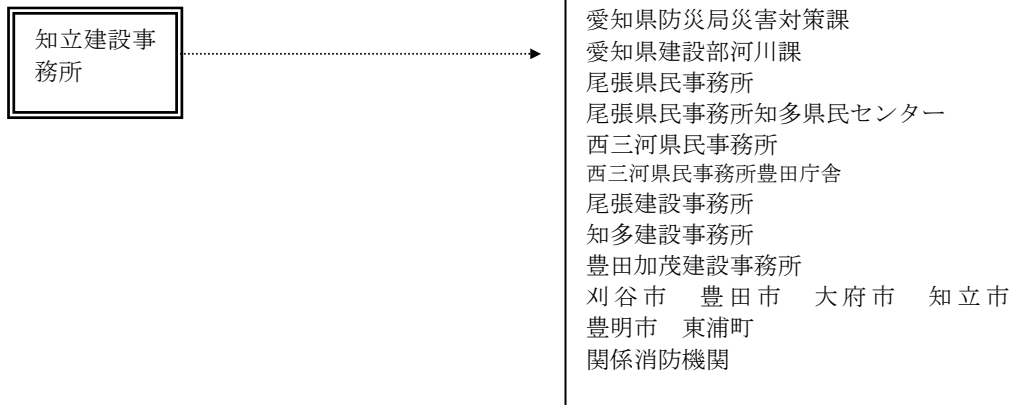 知立建設事
務所
愛知県防災局災害対策課
愛知県建設部河川課
尾張県民事務所
尾張県民事務所知多県民センター
西三河県民事務所
西三河県民事務所豊田庁舎
尾張建設事務所
知多建設事務所
豊田加茂建設事務所
刈谷市　豊田市　大府市　知立市
豊明市　東浦町
関係消防機関